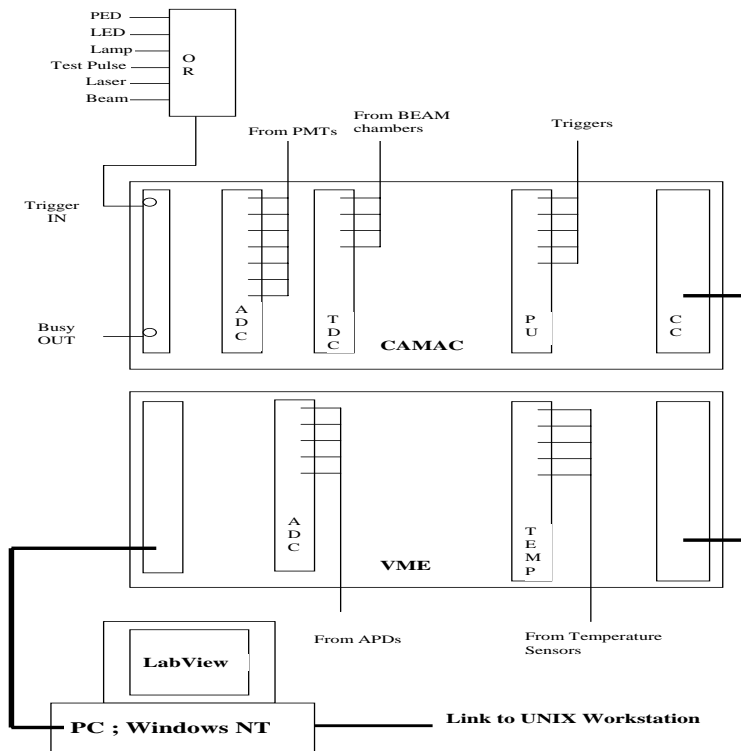 PED
LED
Lamp
Test Pulse
Laser
Beam
O
R
From PMTs
From BEAM
chambers
Triggers
Trigger
IN
Busy
OUT
A
D
C
T
D
C
P
U
C
C
CAMAC
A
D
C
T
E
M
P
VME
From APDs
From Temperature
Sensors
LabView
PC ; Windows NT
Link to UNIX Workstation